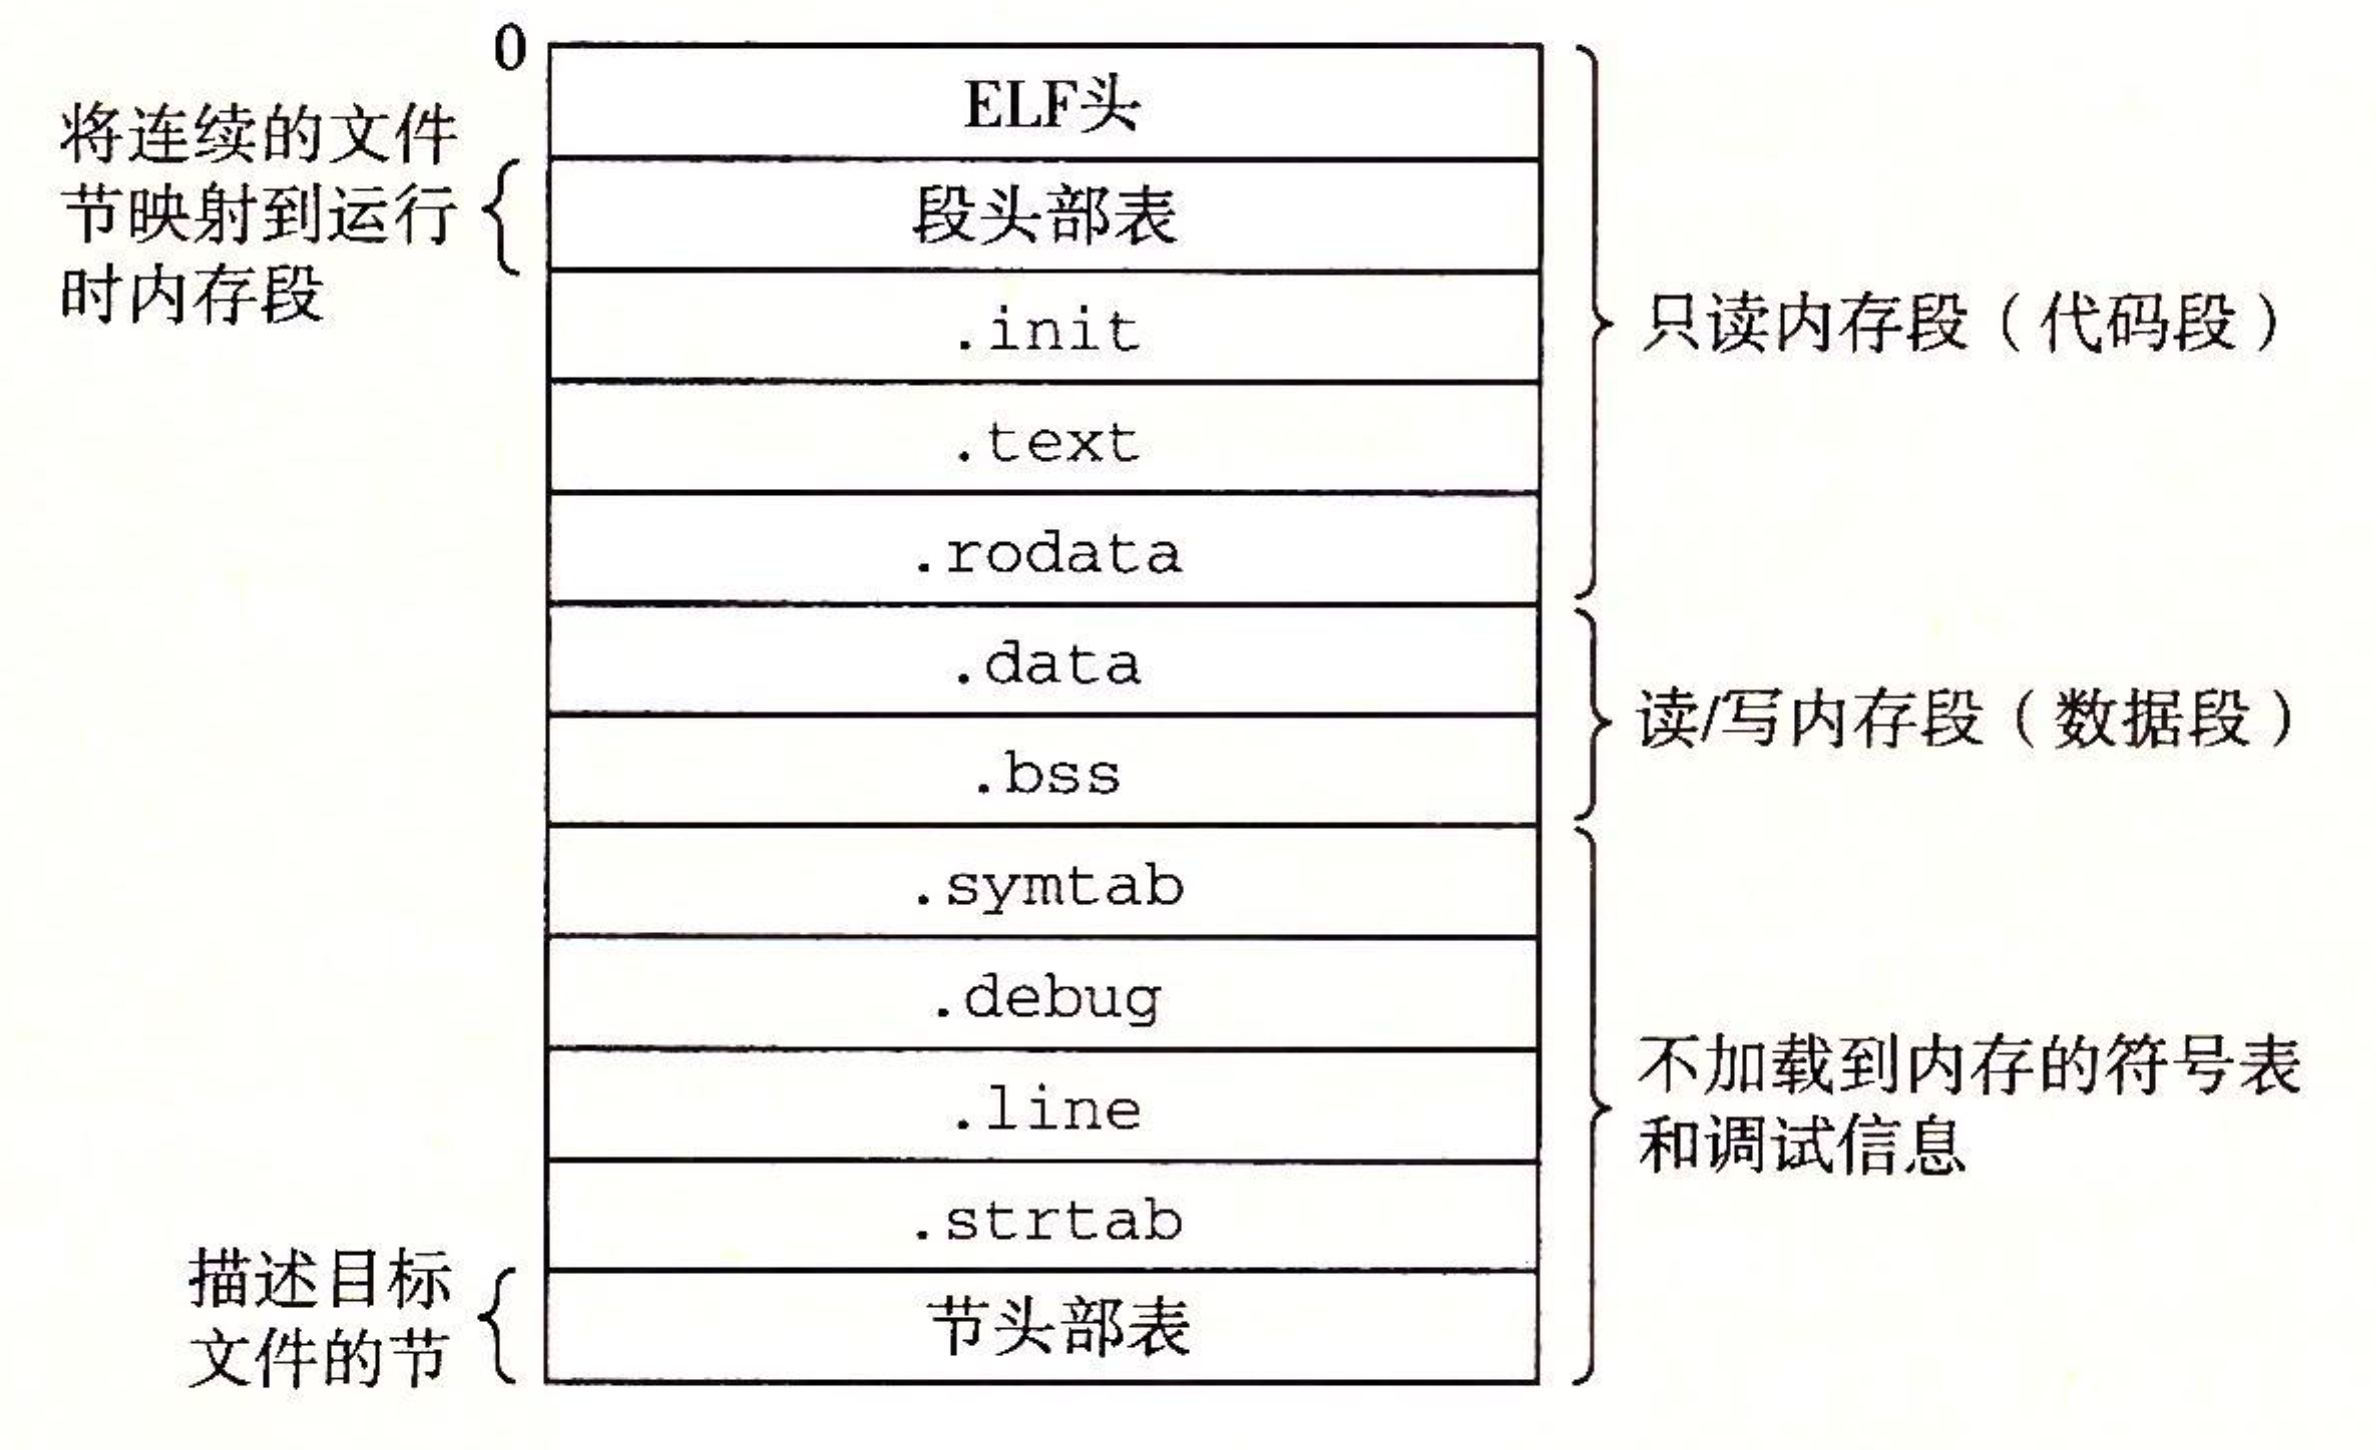 0
ELF头
将连续的文件
节映射到运行
时内存段
段头部表
.init
.text
.rodata
只读内存段（代码段）
.data
.bss
读/写内存段（数据段）
.symtab
.debug
.line
.strtab
不加载到内存的符号表
和调试信息
描述目标
文件的节
节头部表